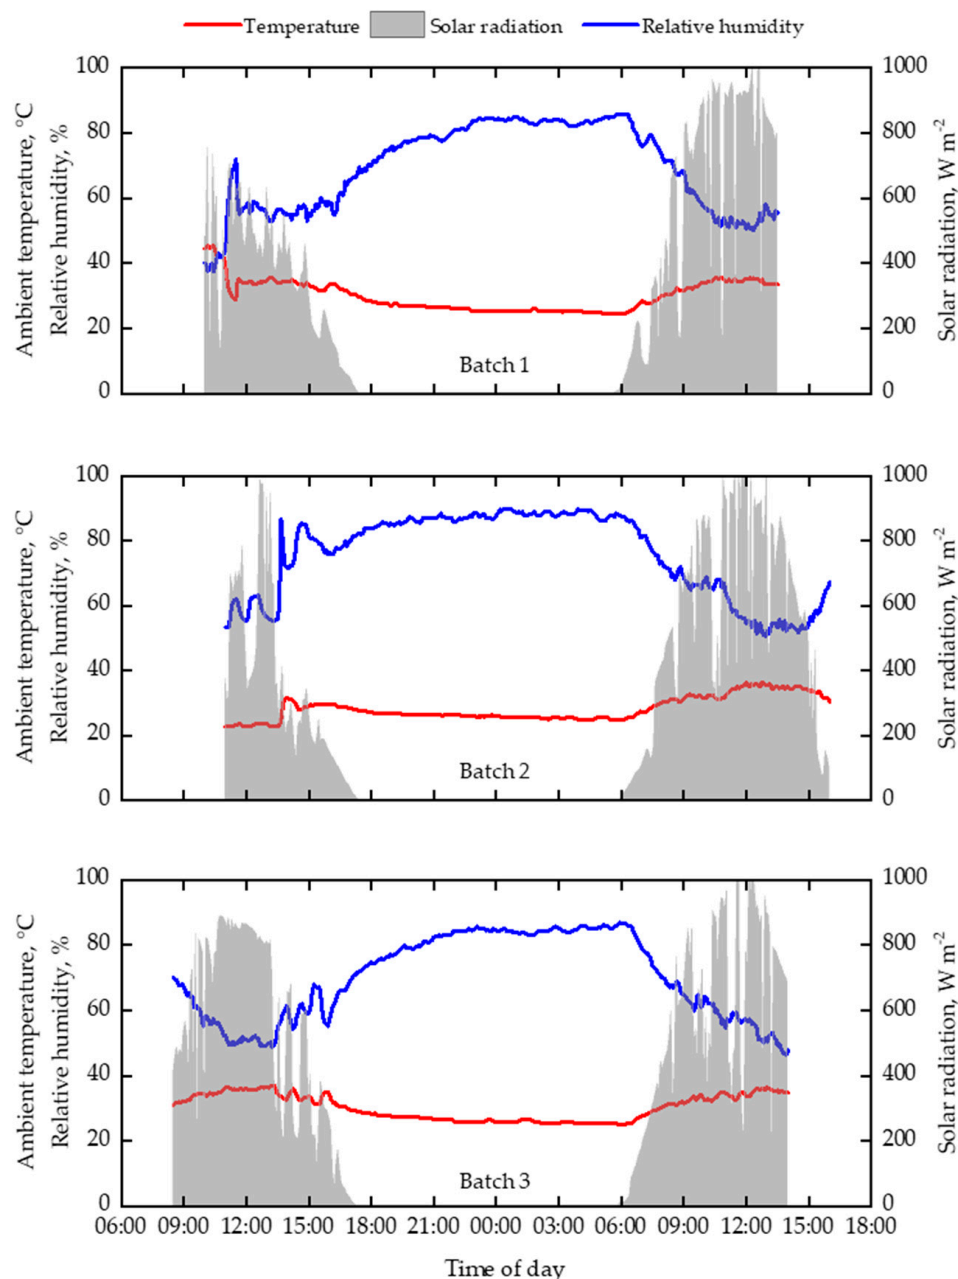 Temperature Solar radiation Relative humidity
Ambient temperature, °C
Relative humidity, %
100 1000
80 800
60 600
40 400
20 200
0 0
Solar radiation, W m-2
Batch 1
Ambient temperature, °C
Relative humidity, %
100 1000
80 800
60 600
40 400
20 200
0 0
Solar radiation, W m-2
Batch 2
Ambient temperature, °C
Relative humidity, %
100 1000
80 800
60 600
40 400
20 200
0 0
Solar radiation, W m-2
Batch 3
06:00 09:00 12:00 15:00 18:00 21:00 00:00 03:00 06:00 09:00 12:00 15:00 18:00
Time of day